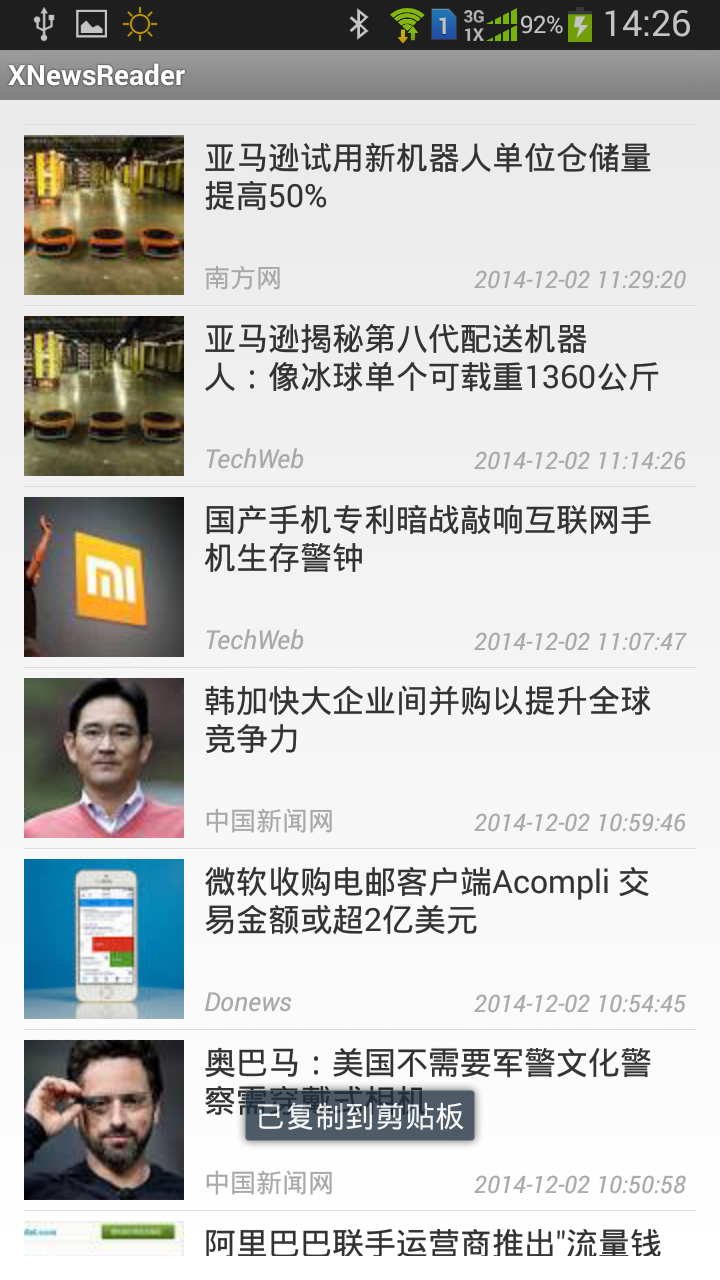 1
3G
1X
92%
14:26
XNewsReader
亚马逊试用新机器人单位仓储量
提高50%
南方网
2014-12-02 11:29:20
亚马逊揭秘第八代配送机器
人：像冰球单个可载重1360公斤
TechWeb
2014-12-02 11:14:26
国产手机专利暗战敲响互联网手
机生存警钟
TechWeb
2014-12-02 11:07:47
韩加快大企业间并购以提升全球
竞争力
中国新闻网
2014-12-02 10:59:46
微软收购电邮客户端Acompli 交
易金额或超2亿美元
Donews
2014-12-02 10:54:45
奥巴马：美国不需要军警文化警
察需穿戴式相机
已复制到剪贴板
中国新闻网
2014-12-02 10:50:58
阿里巴巴联手运营商推出"流量钱